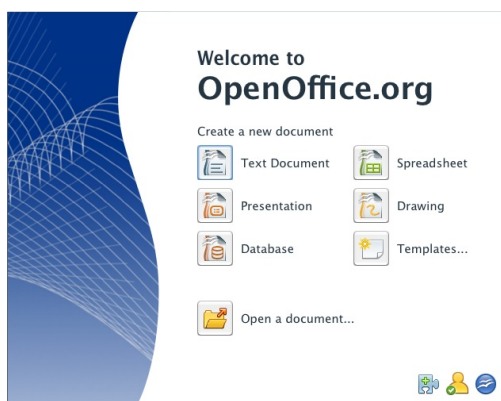 Welcome to
OpenOffice.org
Create a new document
Text Document Spreadsheet
Presentation Drawing
Database Templates...
Open a document...